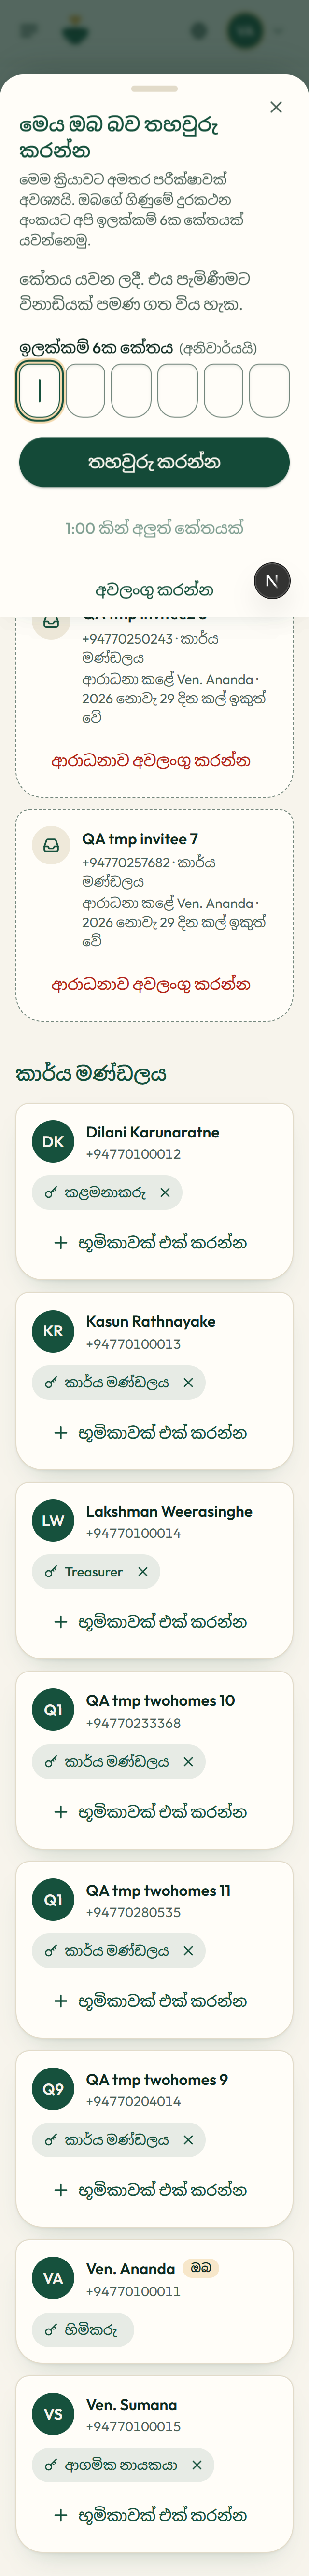 VA
මෙය ඔබ බව තහවුරු
කරන්න
මෙම ක්‍රියාවට අමතර පරීක්ෂාවක්
අවශ්‍යයි. ඔබගේ ගිණුමේ දුරකථන
අංකයට අපි ඉලක්කම් 6ක කේතයක්
යවන්නෙමු.
කේතය යවන ලදී. එය පැමිණීමට
විනාඩියක් පමණ ගත විය හැක.
ඉලක්කම් 6ක කේතය (අනිවාර්යයි)
තහවුරු කරන්න
1:00 කින් අලුත් කේතයක්
අවලංගු කරන්න
N
+94770250243 · කාර්ය
මණ්ඩලය
ආරාධනා කළේ Ven. Ananda ·
2026 නොවැ 29 දින කල් ඉකුත්
වේ
ආරාධනාව අවලංගු කරන්න
QA tmp invitee 7
+94770257682 · කාර්ය
මණ්ඩලය
ආරාධනා කළේ Ven. Ananda ·
2026 නොවැ 29 දින කල් ඉකුත්
වේ
ආරාධනාව අවලංගු කරන්න
කාර්ය මණ්ඩලය
DK
Dilani Karunaratne
+94770100012
කළමනාකරු
භූමිකාවක් එක් කරන්න
KR
Kasun Rathnayake
+94770100013
කාර්ය මණ්ඩලය
භූමිකාවක් එක් කරන්න
LW
Lakshman Weerasinghe
+94770100014
Treasurer
භූමිකාවක් එක් කරන්න
Q1
QA tmp twohomes 10
+94770233368
කාර්ය මණ්ඩලය
භූමිකාවක් එක් කරන්න
Q1
QA tmp twohomes 11
+94770280535
කාර්ය මණ්ඩලය
භූමිකාවක් එක් කරන්න
Q9
QA tmp twohomes 9
+94770204014
කාර්ය මණ්ඩලය
භූමිකාවක් එක් කරන්න
VA
Ven. Ananda ඔබ
+94770100011
හිමිකරු
VS
Ven. Sumana
+94770100015
ආගමික නායකයා
භූමිකාවක් එක් කරන්න